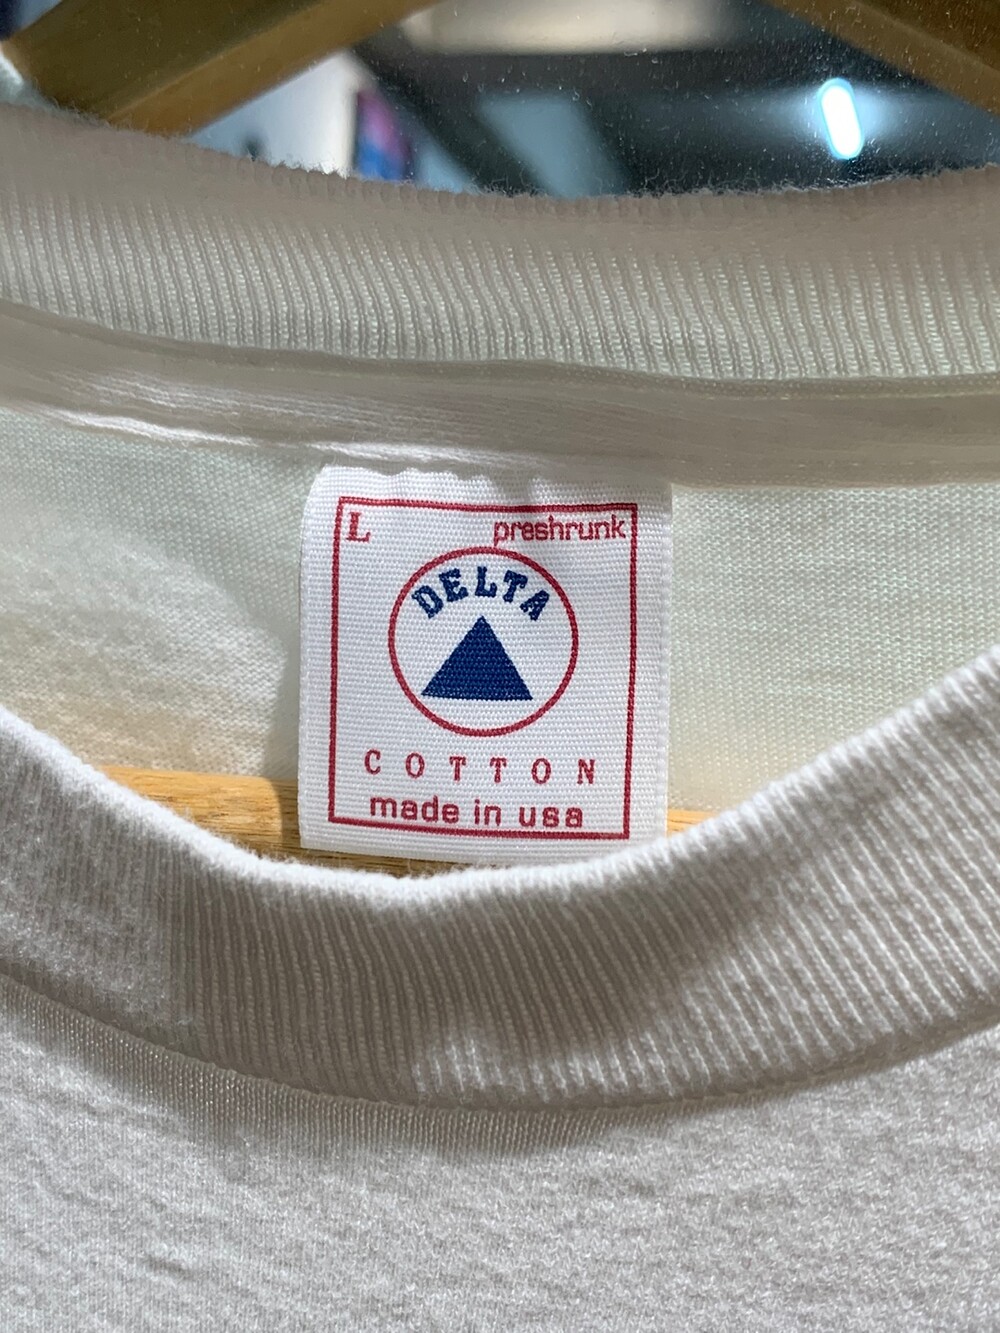 L preshrunk
DELTA
COTTON
made in usa